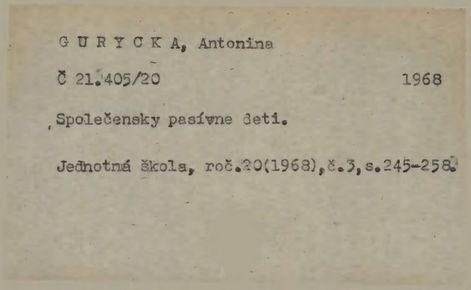 G U R Y C K A, Antonina
Č 21.405/20 1968
Společensky pasívne deti.
Jednotná škola, roč.20(1968),č.3,s.245-258.